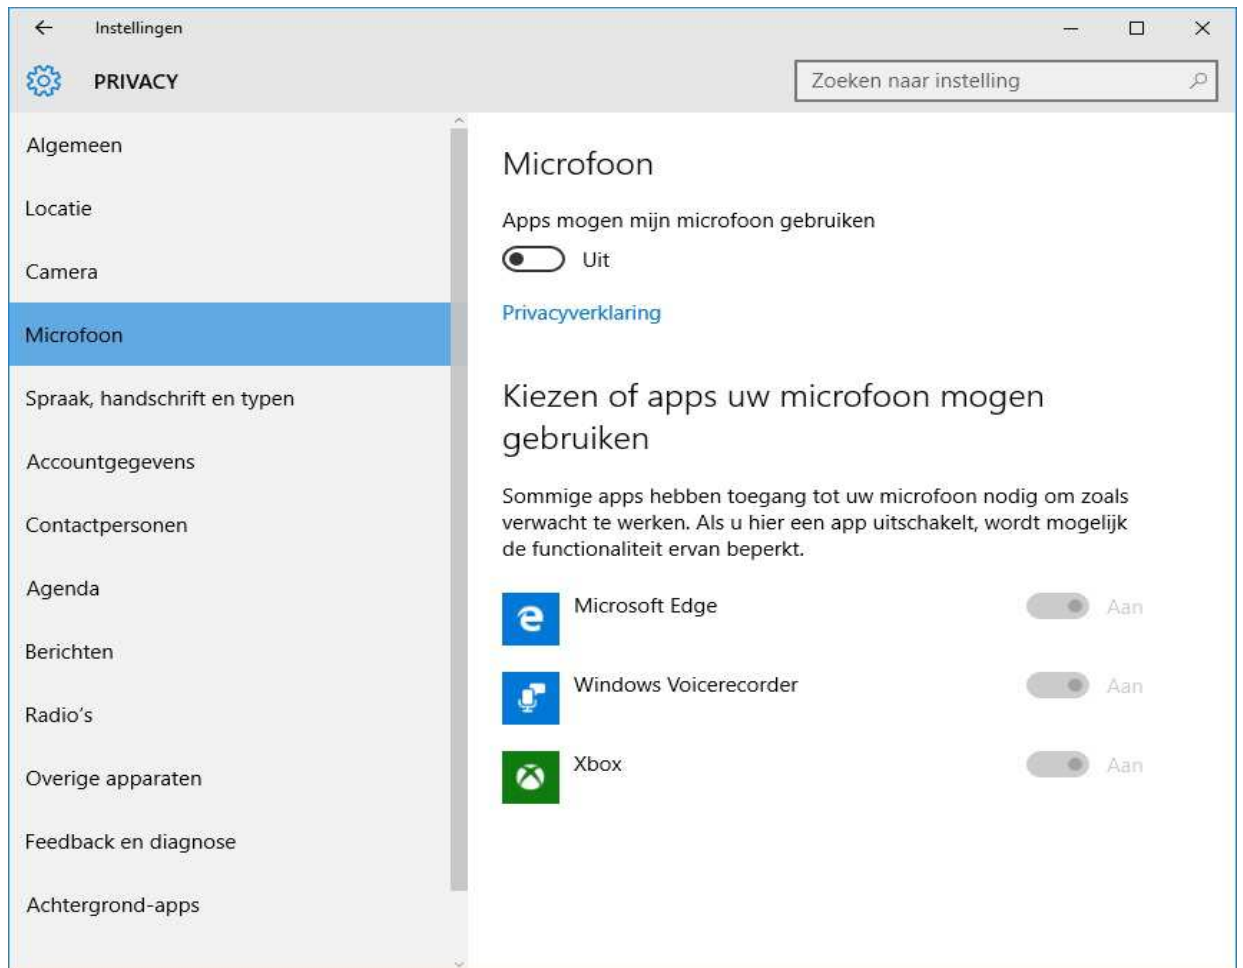 Instellingen
PRIVACY
Zoeken naar instelling
Algemeen
Locatie
Camera
Microfoon
Spraak, handschrift en typen
Accountgegevens
Contactpersonen
Agenda
Berichten
Radio's
Overige apparaten
Feedback en diagnose
Achtergrond-apps
Microfoon
Apps mogen mijn microfoon gebruiken
Uit
Privacyverklaring
Kiezen of apps uw microfoon mogen
gebruiken
Sommige apps hebben toegang tot uw microfoon nodig om zoals
verwacht te werken. Als u hier een app uitschakelt, wordt mogelijk
de functionaliteit ervan beperkt.
Microsoft Edge Aan
Windows Voicerecorder Aan
Xbox Aan